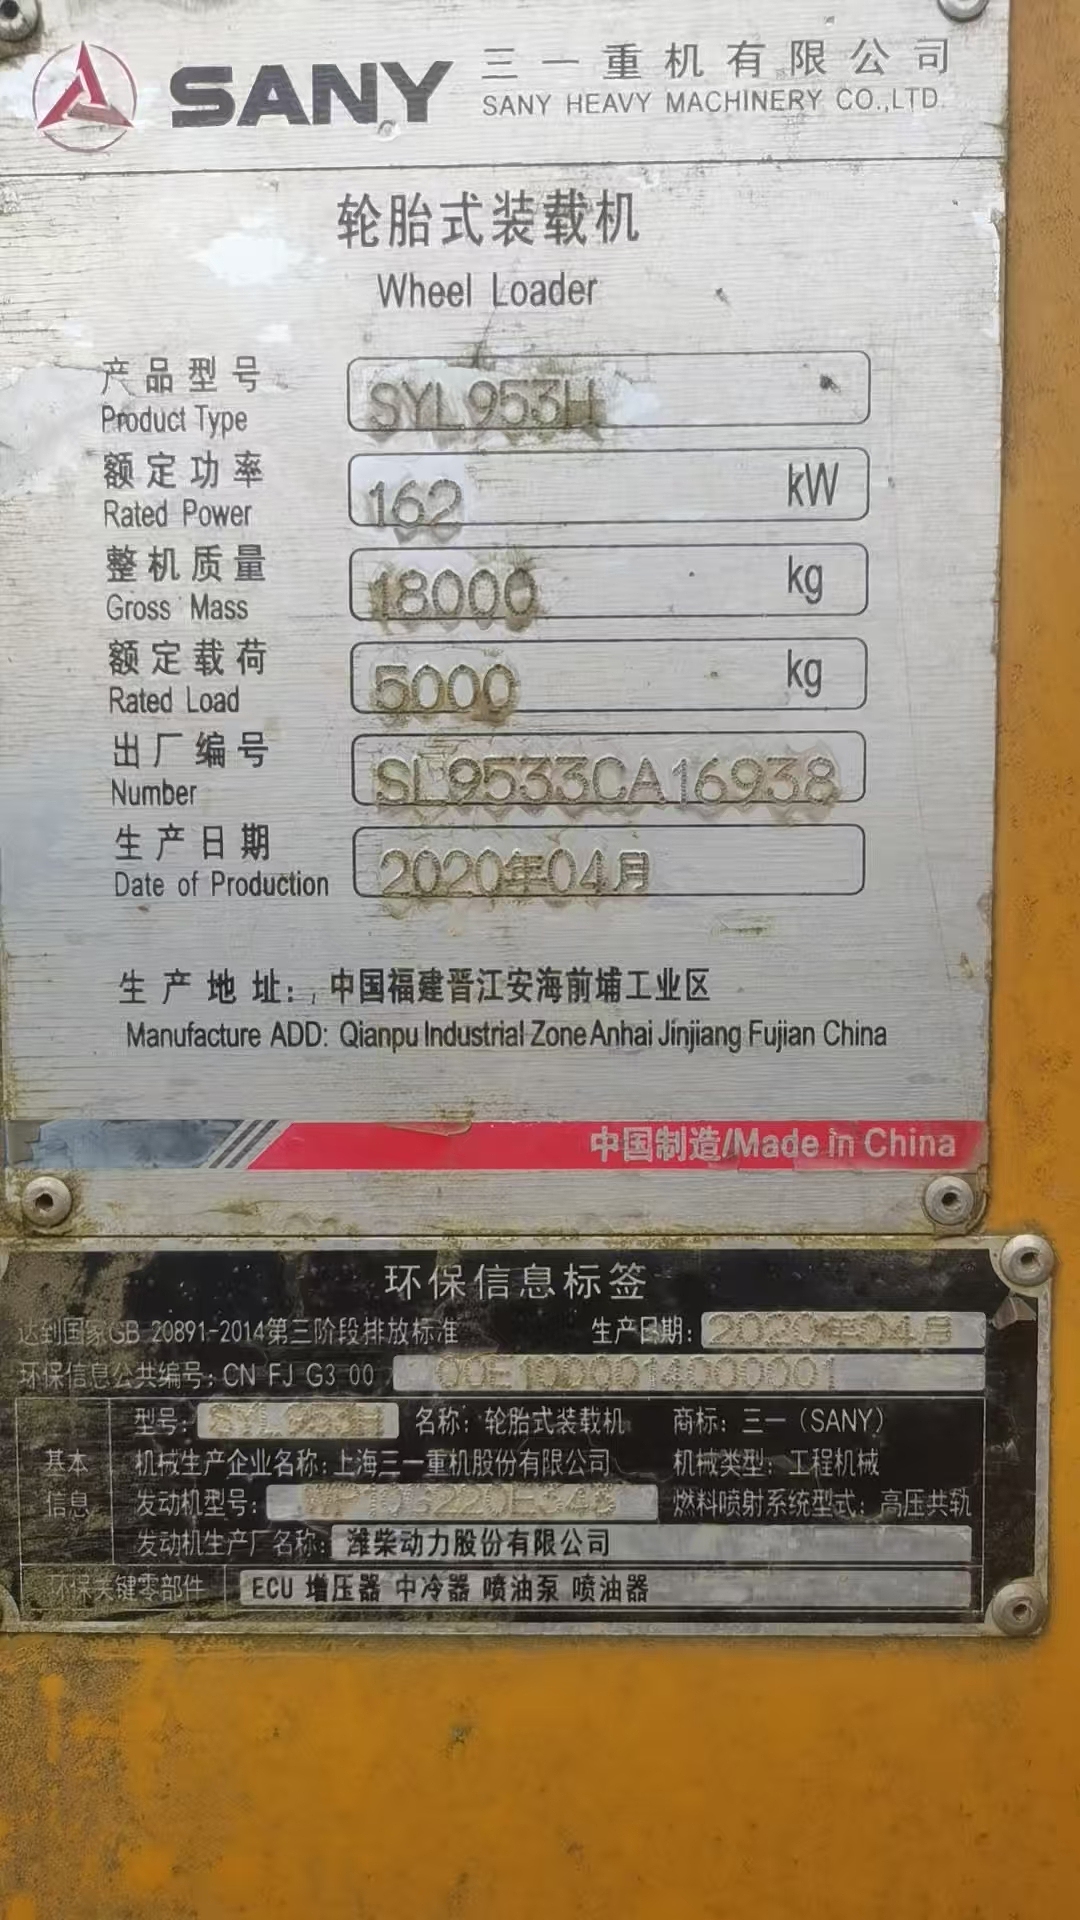 SANY 三一重机有限公司
SANY HEAVY MACHINERY CO.,LTD.
轮胎式装载机
Wheel Loader
产品型号 SYL953H
Product Type
额定功率 162 kW
Rated Power
整机质量 18000 kg
Gross Mass
额定载荷 5000 kg
Rated Load
出厂编号 SL9533CA16938
Number
生产日期 2020年04月
Date of Production
生产地址: 中国福建晋江安海前埔工业区
Manufacture ADD: Qianpu Industrial Zone Anhai Jinjiang Fujian China
中国制造/Made in China
环保信息标签
达到国家GB 20891-2014第三阶段排放标准 生产日期: 2020年04月
环保信息公共编号: CN FJ G3 00 00E1000014000001
型号: SYL953H 名称: 轮胎式装载机 商标: 三一 (SANY)
基本 机械生产企业名称: 上海三一重机股份有限公司 机械类型: 工程机械
信息 发动机型号: 燃料喷射系统型式: 高压共轨
发动机生产厂名称: 潍柴动力股份有限公司
环保关键零部件 ECU 增压器 中冷器 喷油泵 喷油器